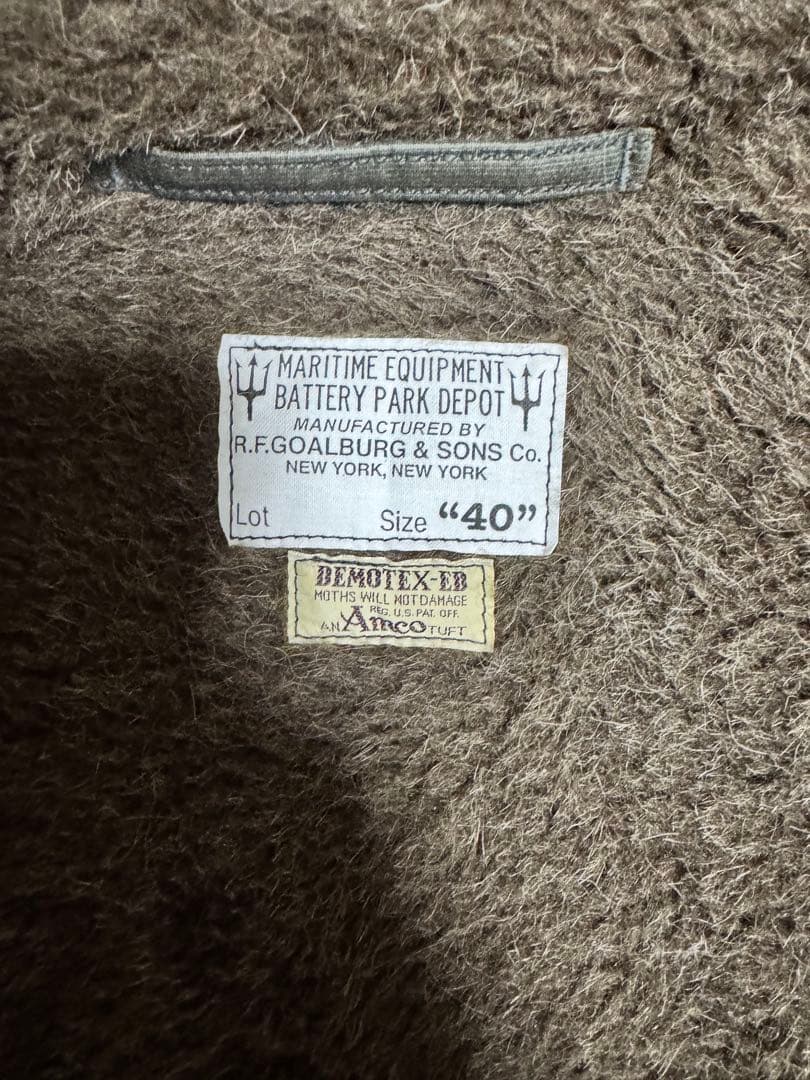 MARITIME EQUIPMENT
BATTERY PARK DEPOT
MANUFACTURED BY
R.F.GOALBURG & SONS Co.
NEW YORK, NEW YORK
Lot Size “40”
DEMOTEX-ED
MOTHS WILL NOT DAMAGE
REG. U.S. PAT. OFF.
AN Amco TUFT